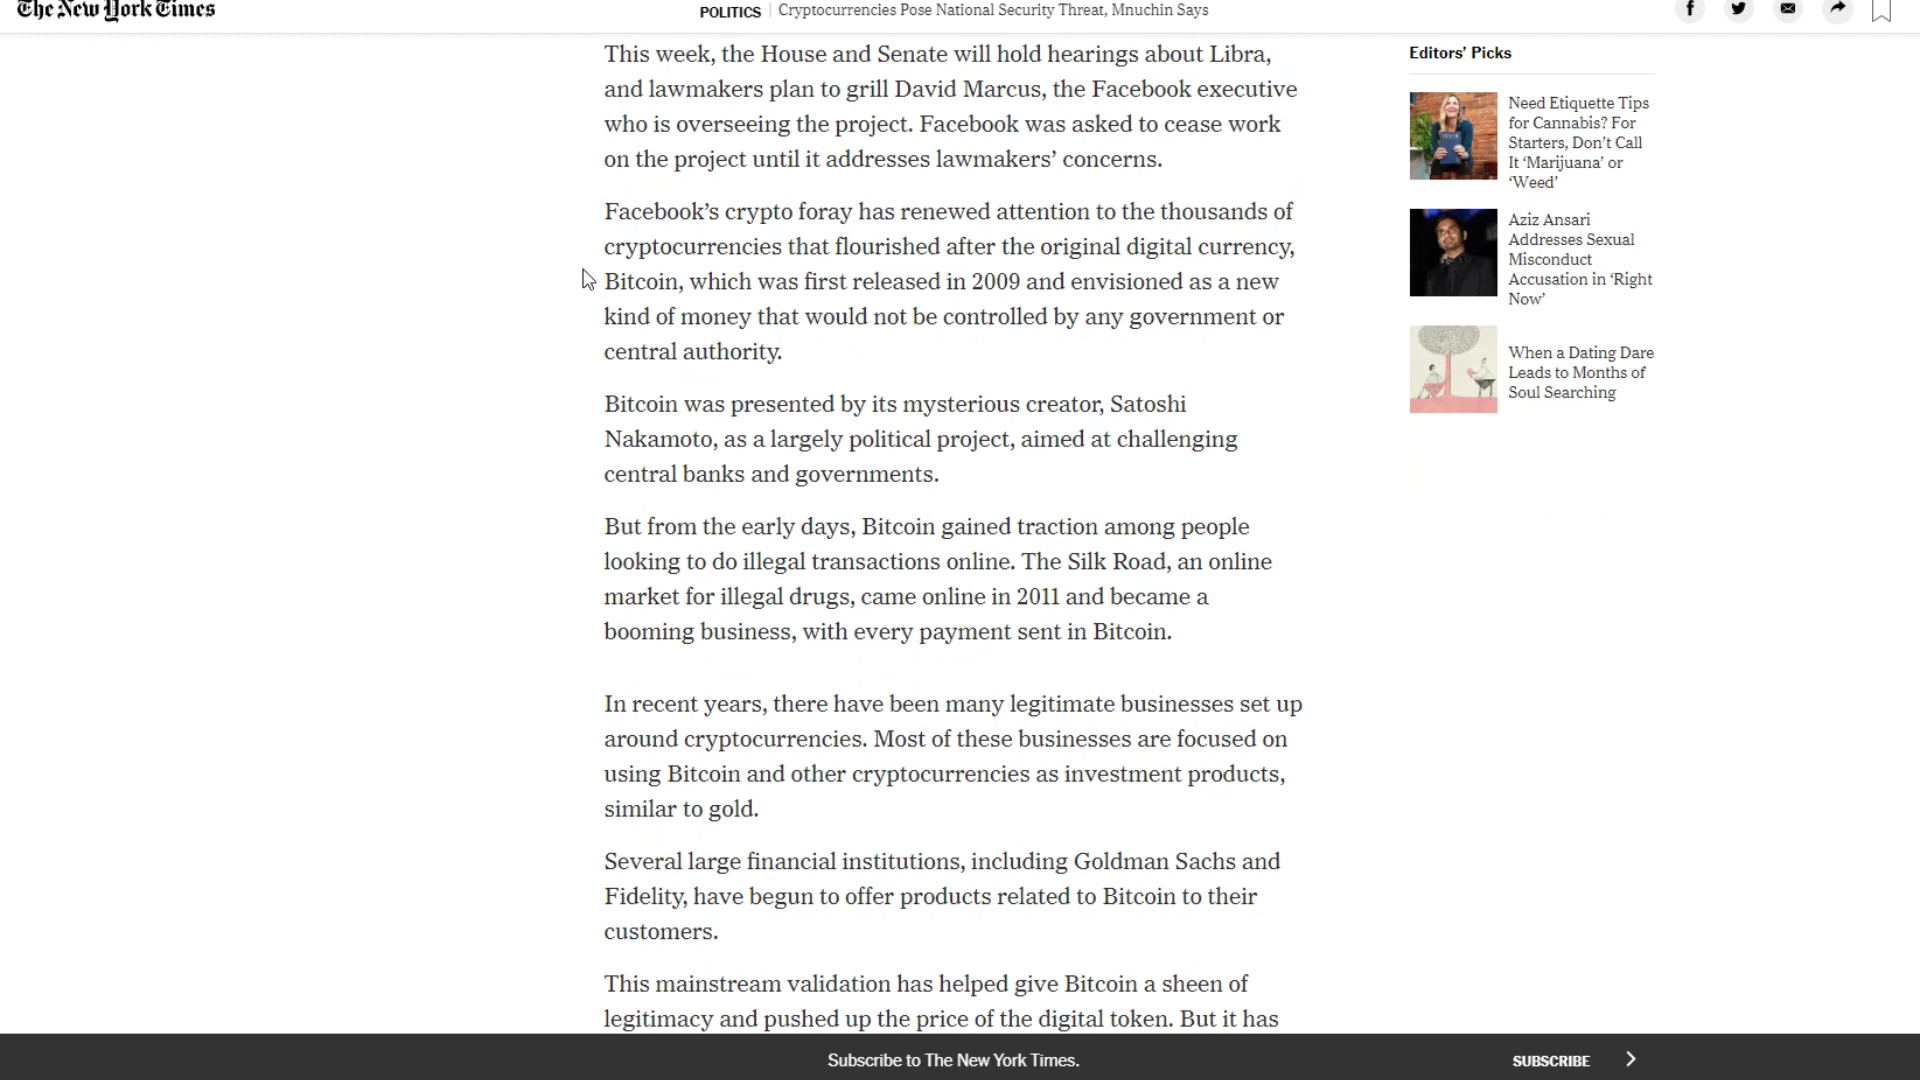 The New York Times
POLITICS | Cryptocurrencies Pose National Security Threat, Mnuchin Says
This week, the House and Senate will hold hearings about Libra,
and lawmakers plan to grill David Marcus, the Facebook executive
who is overseeing the project. Facebook was asked to cease work
on the project until it addresses lawmakers’ concerns.
Facebook’s crypto foray has renewed attention to the thousands of
cryptocurrencies that flourished after the original digital currency,
Bitcoin, which was first released in 2009 and envisioned as a new
kind of money that would not be controlled by any government or
central authority.
Bitcoin was presented by its mysterious creator, Satoshi
Nakamoto, as a largely political project, aimed at challenging
central banks and governments.
But from the early days, Bitcoin gained traction among people
looking to do illegal transactions online. The Silk Road, an online
market for illegal drugs, came online in 2011 and became a
booming business, with every payment sent in Bitcoin.
In recent years, there have been many legitimate businesses set up
around cryptocurrencies. Most of these businesses are focused on
using Bitcoin and other cryptocurrencies as investment products,
similar to gold.
Several large financial institutions, including Goldman Sachs and
Fidelity, have begun to offer products related to Bitcoin to their
customers.
This mainstream validation has helped give Bitcoin a sheen of
legitimacy and pushed up the price of the digital token. But it has
Editors’ Picks
Need Etiquette Tips
for Cannabis? For
Starters, Don’t Call
It ‘Marijuana’ or
‘Weed’
Aziz Ansari
Addresses Sexual
Misconduct
Accusation in ‘Right
Now’
When a Dating Dare
Leads to Months of
Soul Searching
Subscribe to The New York Times.
SUBSCRIBE